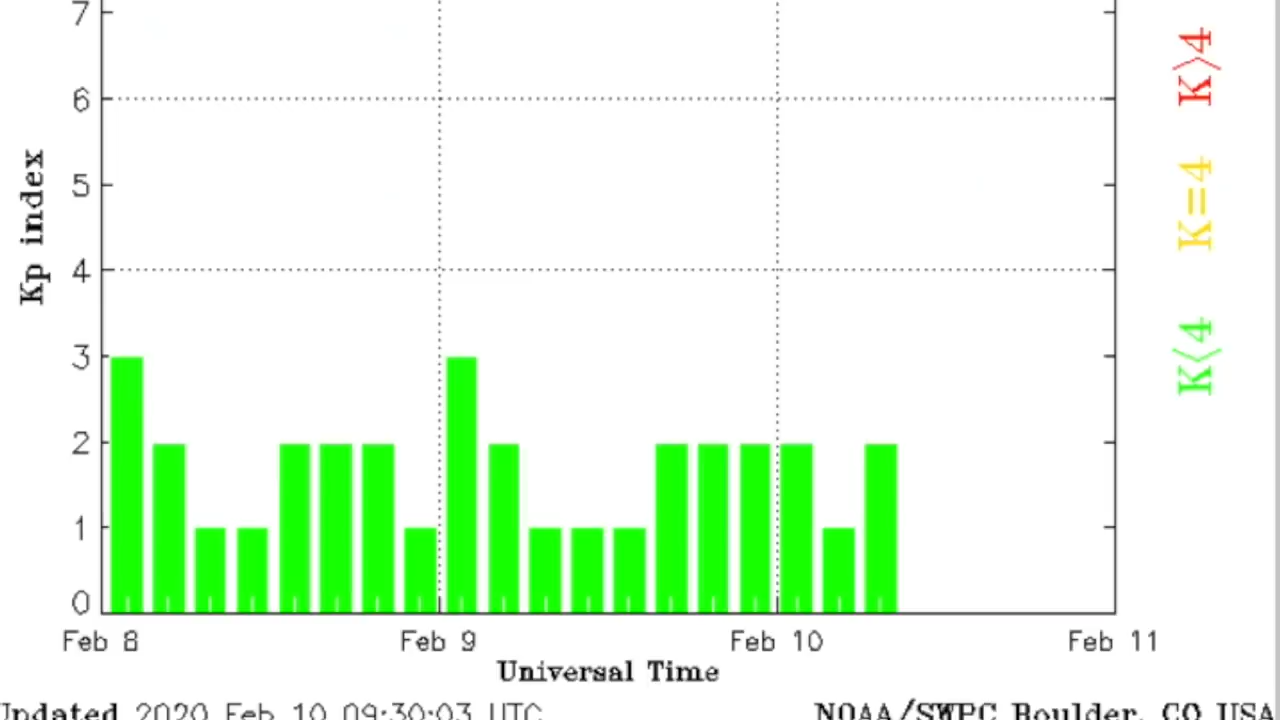 7
6
5
4
3
2
1
0
Kp index
K>4
K=4
K<4
Feb 8 Feb 9 Feb 10 Feb 11
Universal Time
Updated 2020 Feb 10 09:30:03 UTC NOAA/SWPC Boulder, CO USA